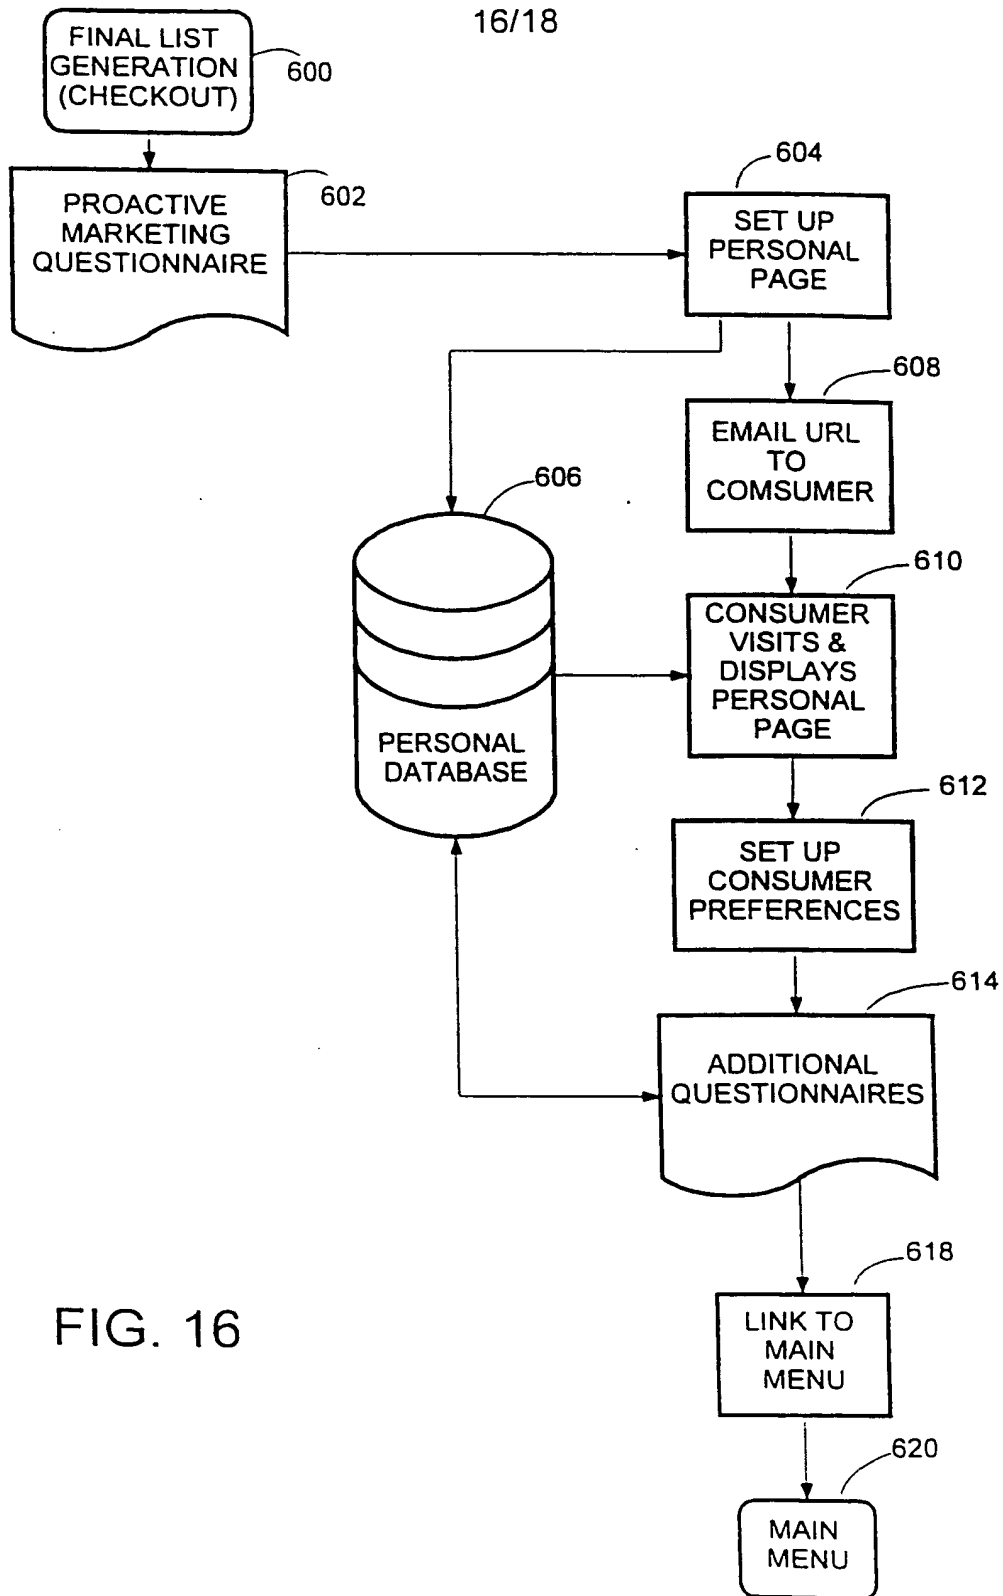 16/18
FINAL LIST
GENERATION
(CHECKOUT)
600
PROACTIVE
MARKETING
QUESTIONNAIRE
602
604
SET UP
PERSONAL
PAGE
608
EMAIL URL
TO
COMSUMER
606
PERSONAL
DATABASE
610
CONSUMER
VISITS &
DISPLAYS
PERSONAL
PAGE
612
SET UP
CONSUMER
PREFERENCES
614
ADDITIONAL
QUESTIONNAIRES
618
LINK TO
MAIN
MENU
FIG. 16
620
MAIN
MENU